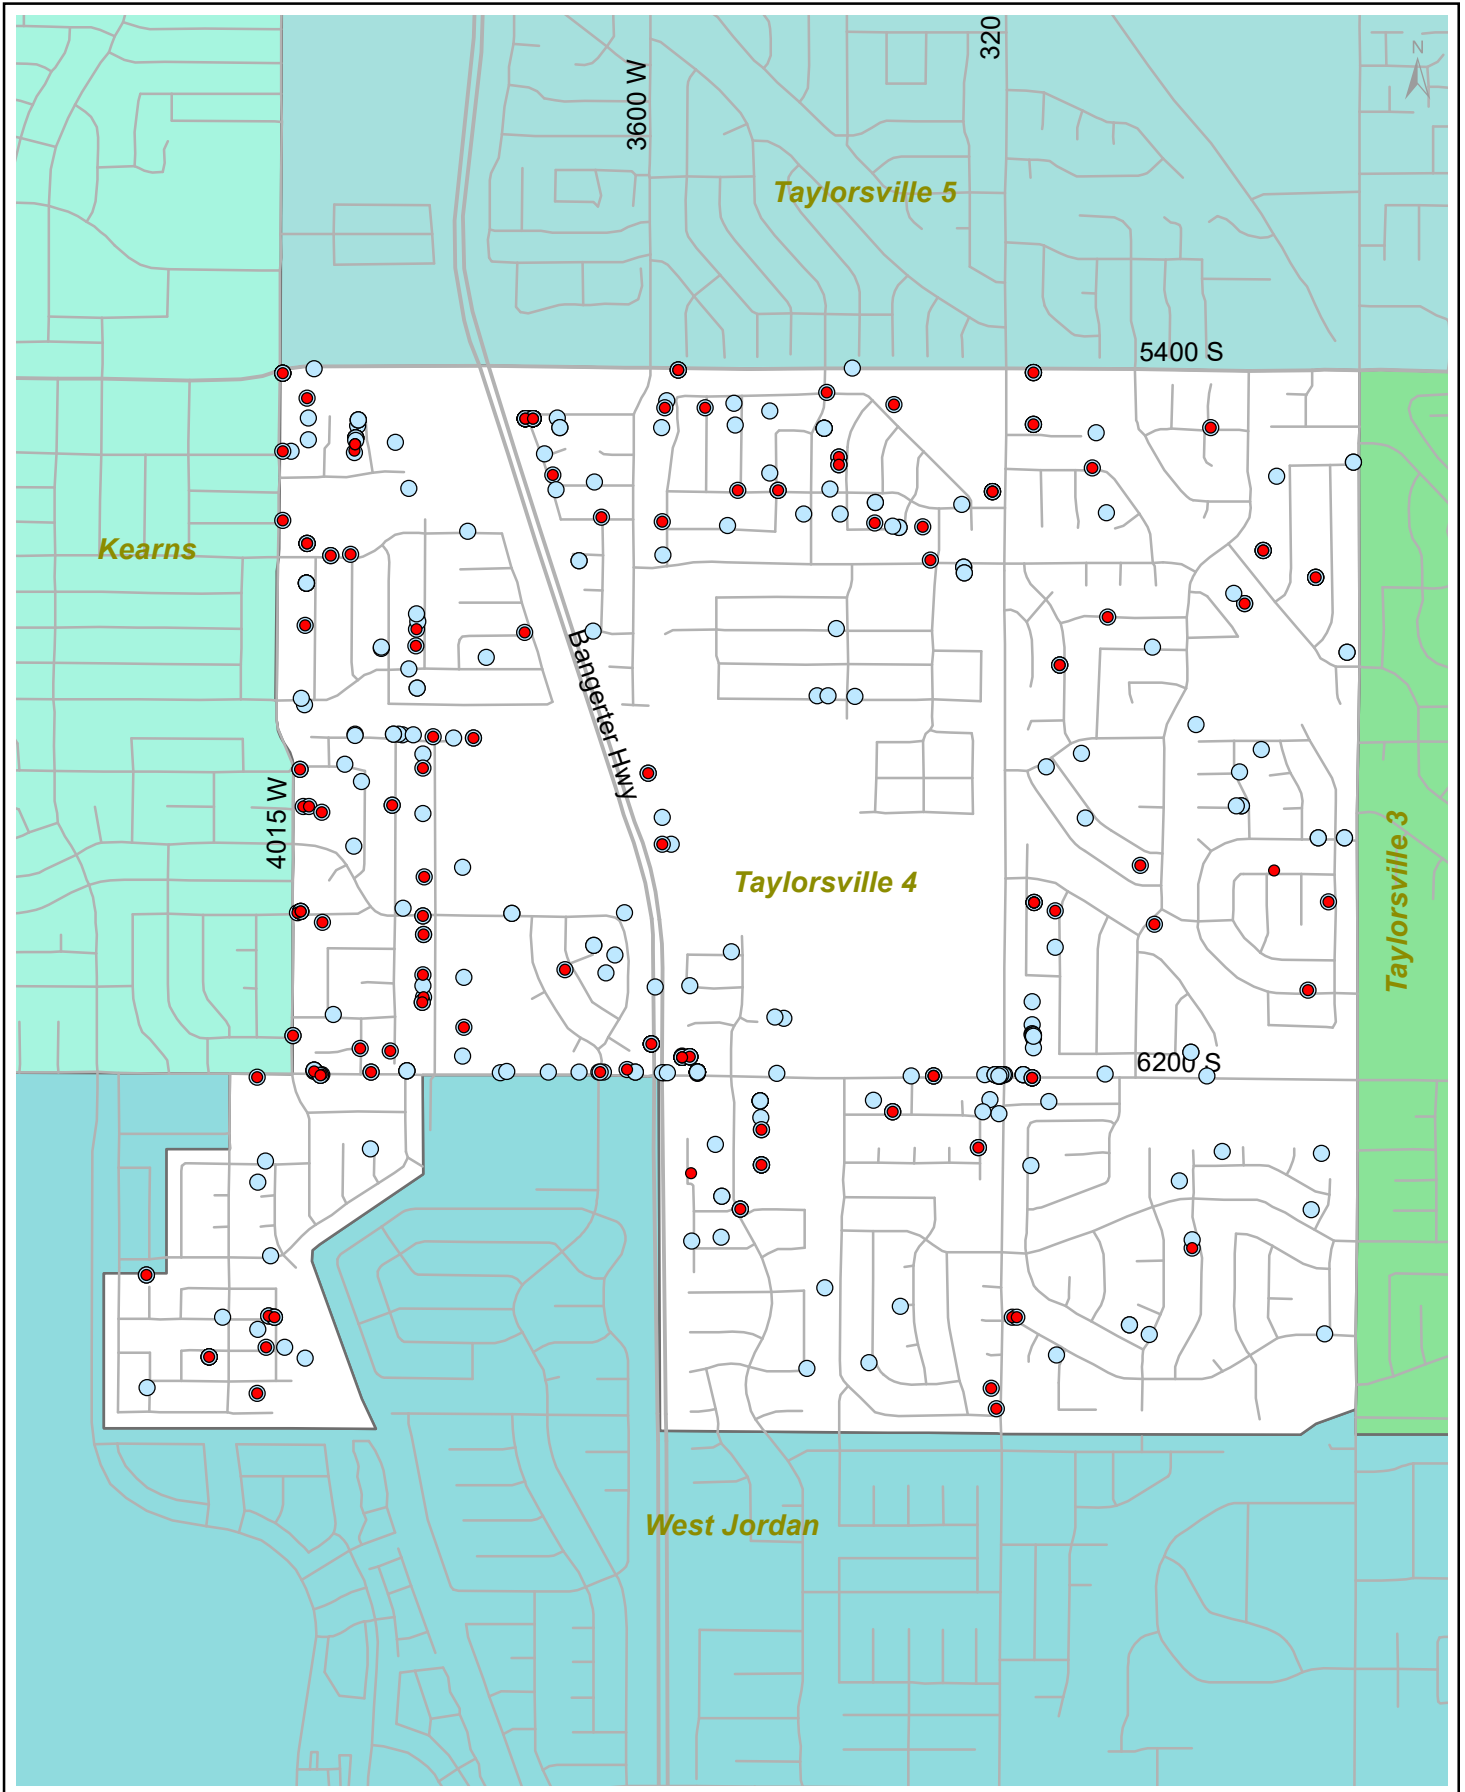 320
N
3600 W
Taylorsville 5
5400 S
Kearns
Bangerter Hwy
4015 W
Taylorsville 4
Taylorsville 3
6200 S
West Jordan